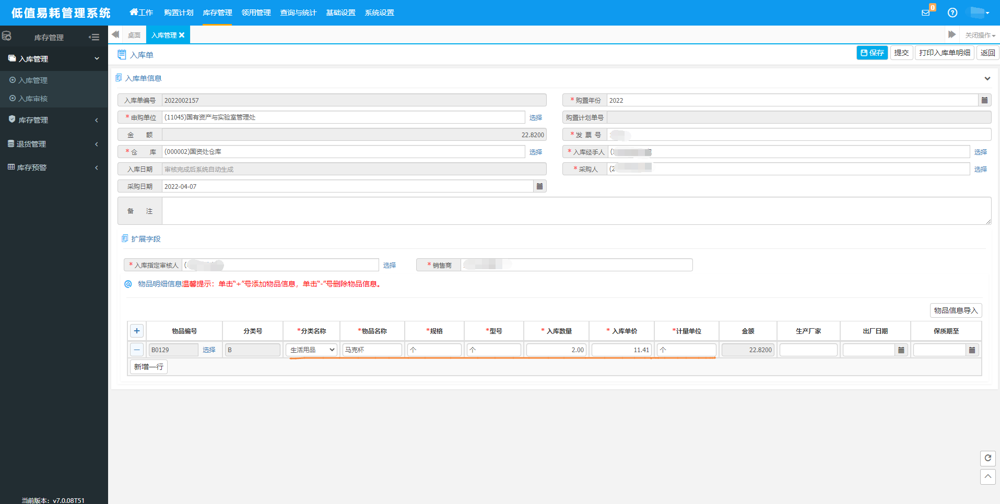 低值易耗管理系统 工作 购置计划 库存管理 领用管理 查询与统计 基础设置 系统设置 0
库存管理 桌面 入库管理 关闭操作
入库单 保存 提交 打印入库单明细 返回
入库管理
入库管理
入库审核
库存管理
退货管理
库存预警
入库单信息
入库单编号 2022002157 * 购置年份 2022
* 申购单位 (11045)国有资产与实验室管理处 选择 购置计划单号
金 额 22.8200 * 发 票 号
* 仓 库 (000002)国资处仓库 选择 * 入库经手人 ( 选择
入库日期 审核完成后系统自动生成 * 采购人 (2 选择
采购日期 2022-04-07
备 注
扩展字段
* 入库指定审核人 ( 选择 * 销售商
物品明细信息温馨提示：单击“+”号添加物品信息，单击“-”号删除物品信息。
物品信息导入
+ 物品编号 分类号 *分类名称 *物品名称 *规格 *型号 * 入库数量 * 入库单价 *计量单位 金额 生产厂家 出厂日期 保质期至
- B0129 选择 B 生活用品 马克杯 个 个 2.00 11.41 个 22.8200
新增一行
当前版本：v7.0.08T51